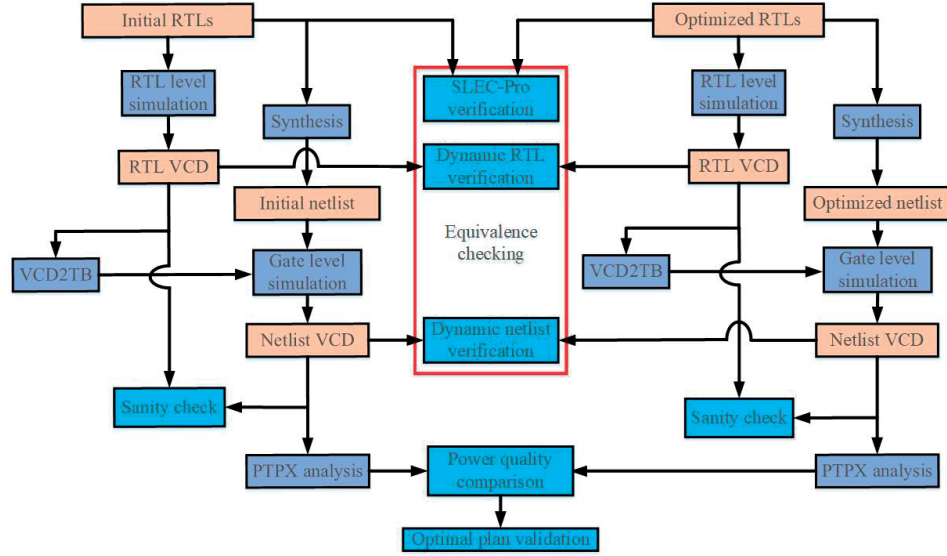 Initial RTLs
Optimized RTLs
RTL level
simulation
SLEC-Pro
verification
RTL level
simulation
Synthesis
Synthesis
RTL VCD
Dynamic RTL
verification
RTL VCD
Initial netlist
Optimized netlist
Equivalence
checking
VCD2TB
Gate level
simulation
VCD2TB
Gate level
simulation
Netlist VCD
Dynamic netlist
verification
Netlist VCD
Sanity check
Sanity check
PTPX analysis
Power quality
comparison
PTPX analysis
Optimal plan validation